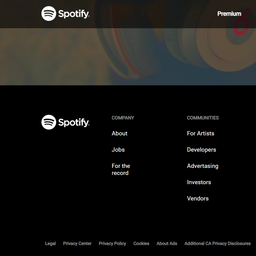 Spotify
Premium
Spotify
COMPANY
About
Jobs
For the
record
COMMUNITIES
For Artists
Developers
Advertasing
Investors
Vendors
Legal Privacy Center Privacy Policy Cookies About Ads Additional CA Privacy Disclosures